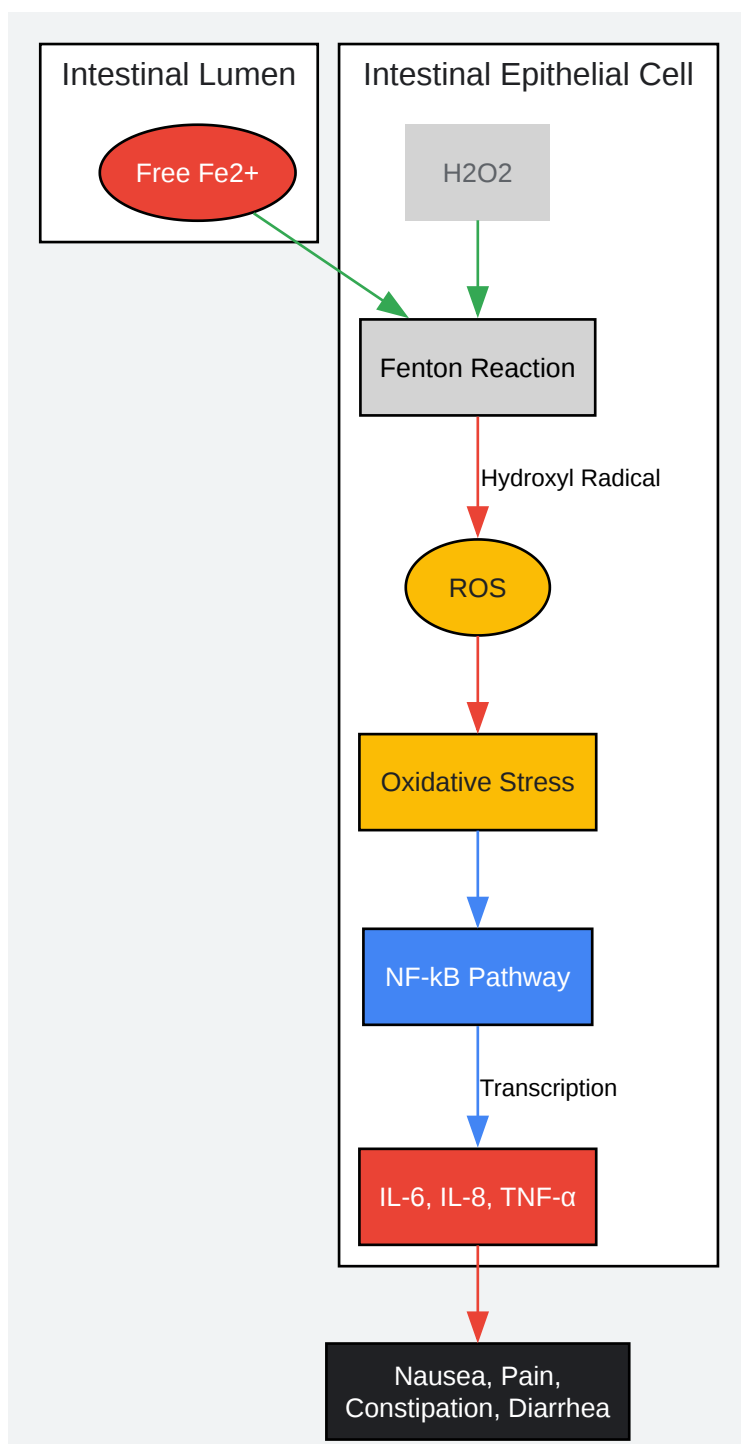 Intestinal Lumen
Intestinal Epithelial Cell
Free Fe2+
H2O2
Fenton Reaction
Hydroxyl Radical
ROS
Oxidative Stress
NF-kB Pathway
Transcription
IL-6, IL-8, TNF-α
Nausea, Pain,
Constipation, Diarrhea